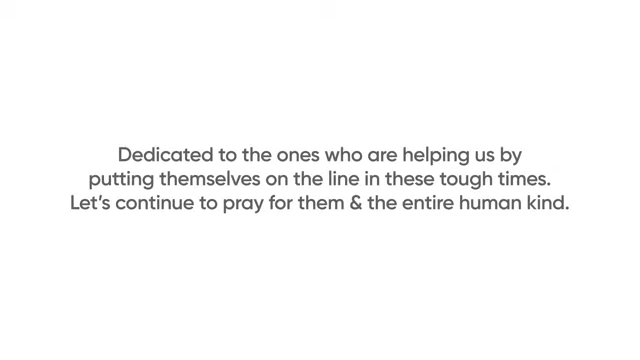 Dedicated to the ones who are helping us by
putting themselves on the line in these tough times.
Let's continue to pray for them & the entire human kind.